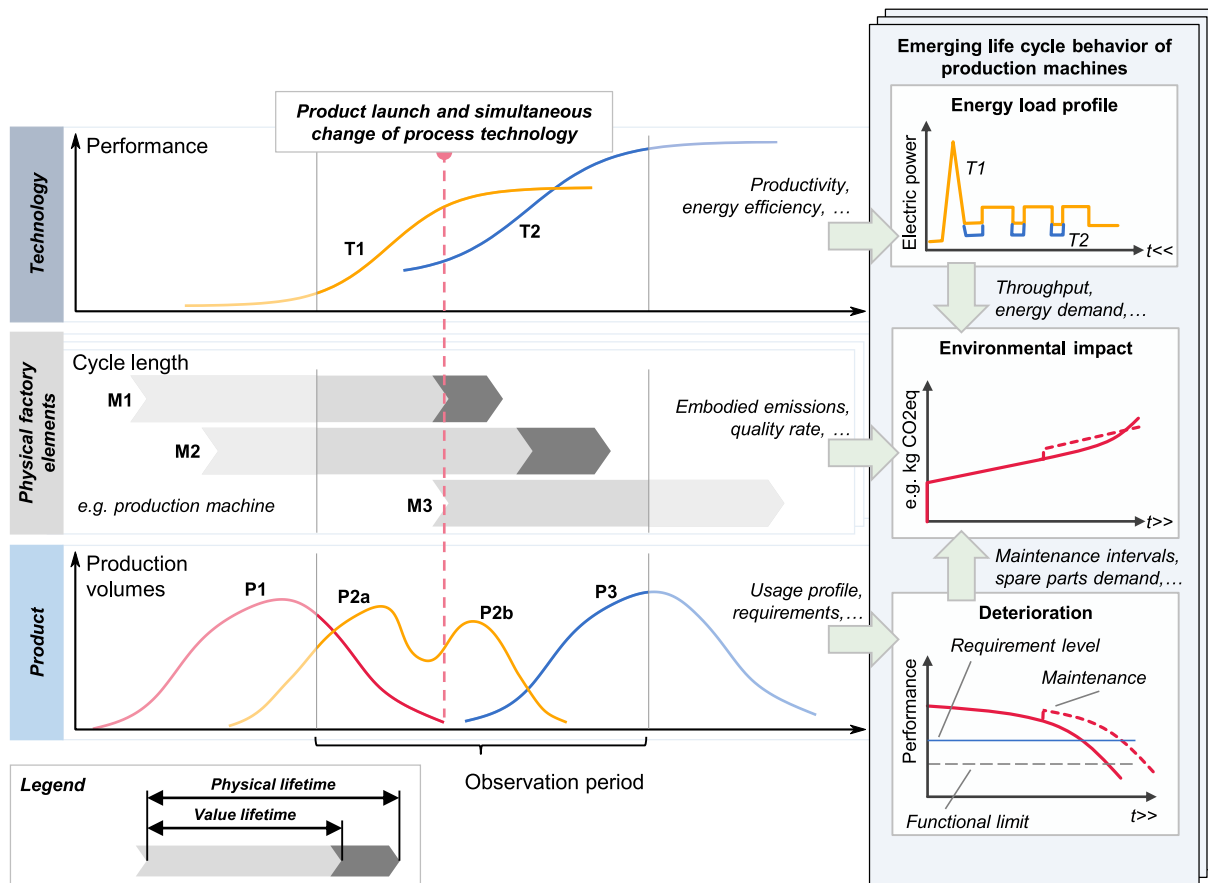 Emerging life cycle behavior of
production machines
Product launch and simultaneous
change of process technology
Technology
Performance
T1
T2
Productivity,
energy efficiency, …
Energy load profile
Electric power
T1
T2
t<<
Throughput,
energy demand,…
Physical factory
elements
Cycle length
M1
M2
M3
e.g. production machine
Embodied emissions,
quality rate, …
Environmental impact
e.g. kg CO2eq
t>>
Maintenance intervals,
spare parts demand,…
Product
Production
volumes
P1
P2a
P2b
P3
Usage profile,
requirements,…
Deterioration
Requirement level
Maintenance
Performance
Functional limit
t>>
Observation period
Legend
Physical lifetime
Value lifetime